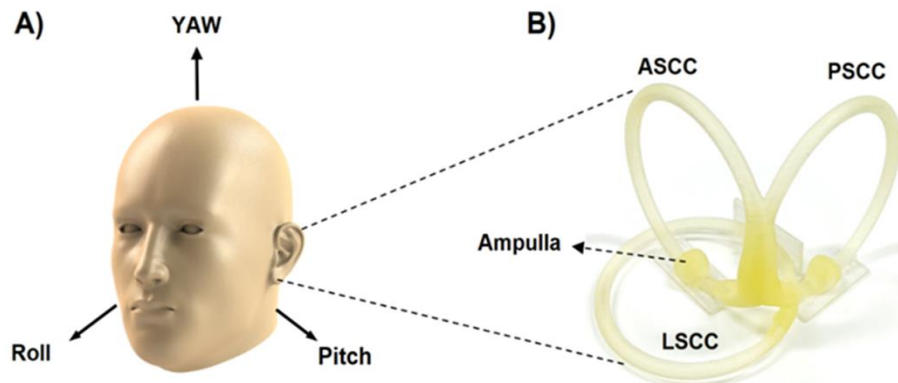 A)
YAW
Roll
Pitch
B)
ASCC
PSCC
Ampulla
LSCC